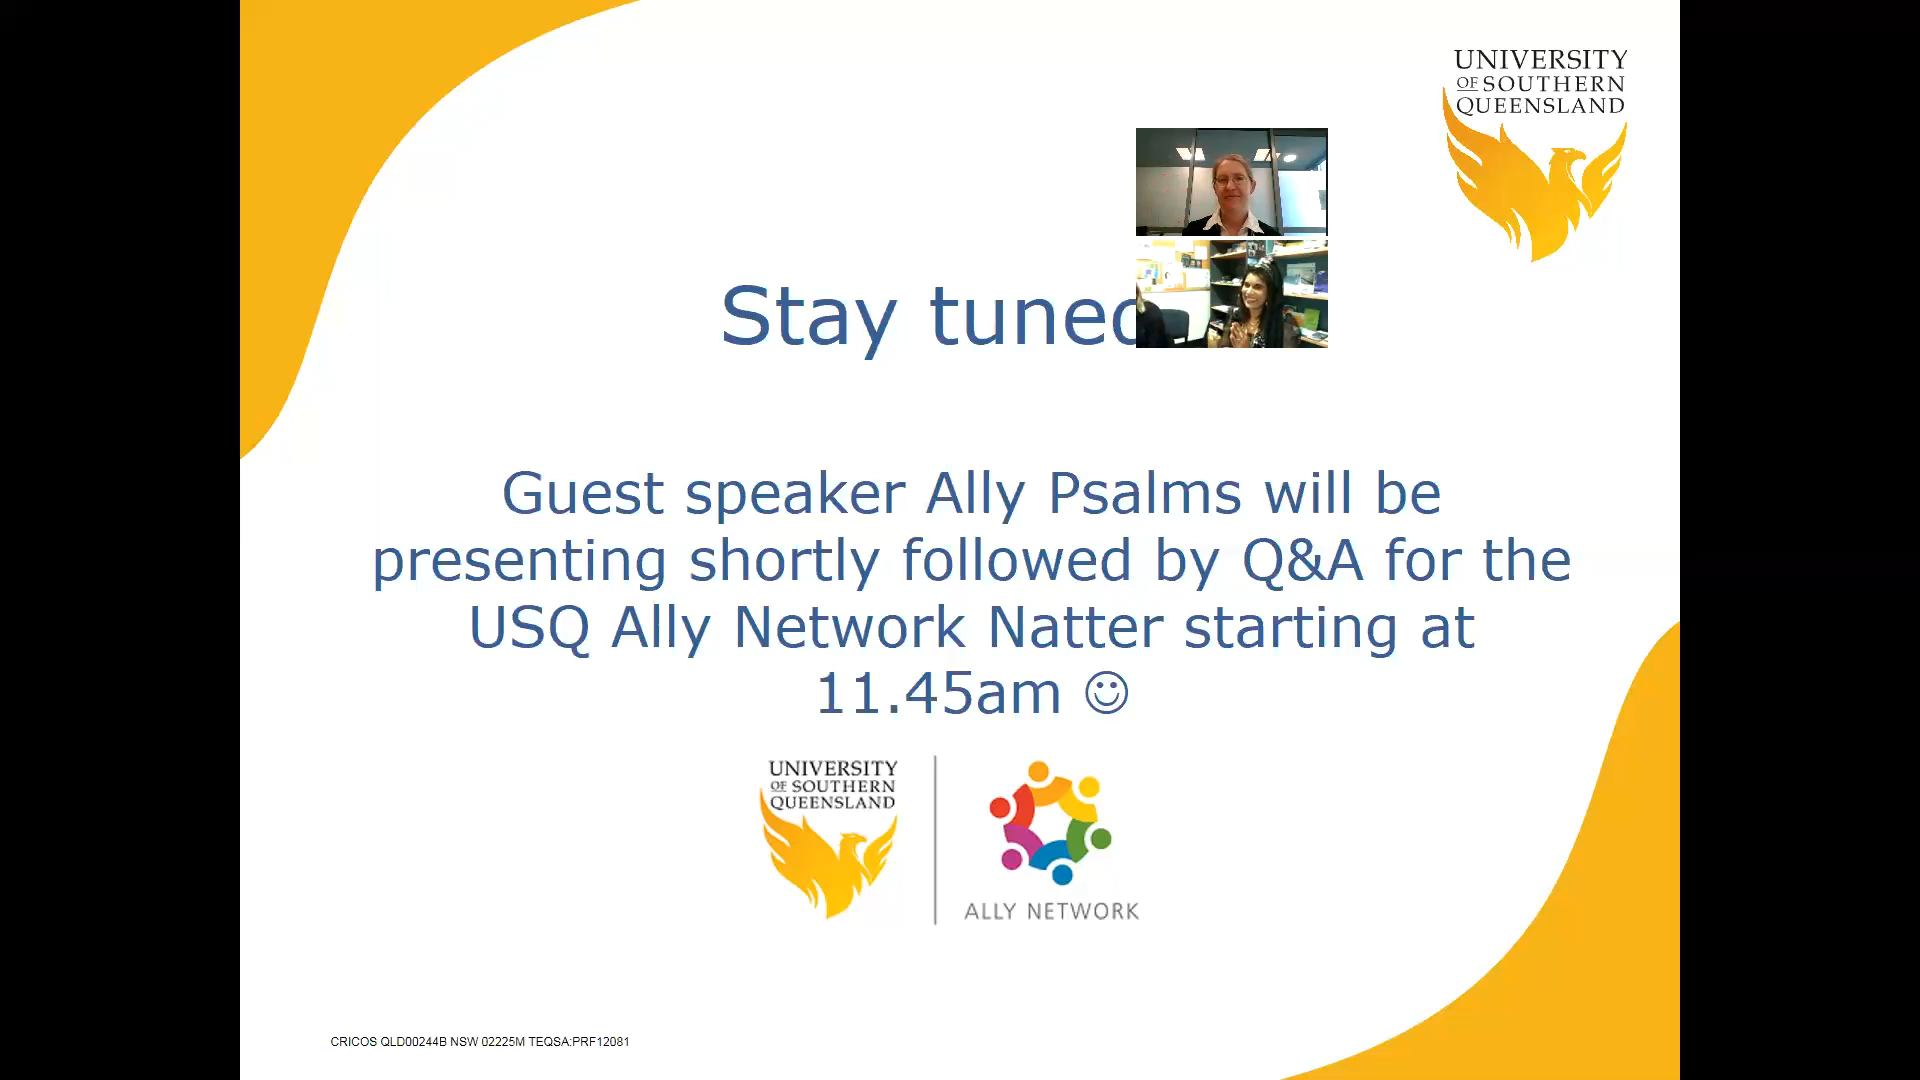 UNIVERSITY
OF SOUTHERN
QUEENSLAND
Stay tuned
Guest speaker Ally Psalms will be
presenting shortly followed by Q&A for the
USQ Ally Network Natter starting at
11.45am ☺
UNIVERSITY
OF SOUTHERN
QUEENSLAND
ALLY NETWORK
CRICOS QLD00244B NSW 02225M TEQSA:PRF12081